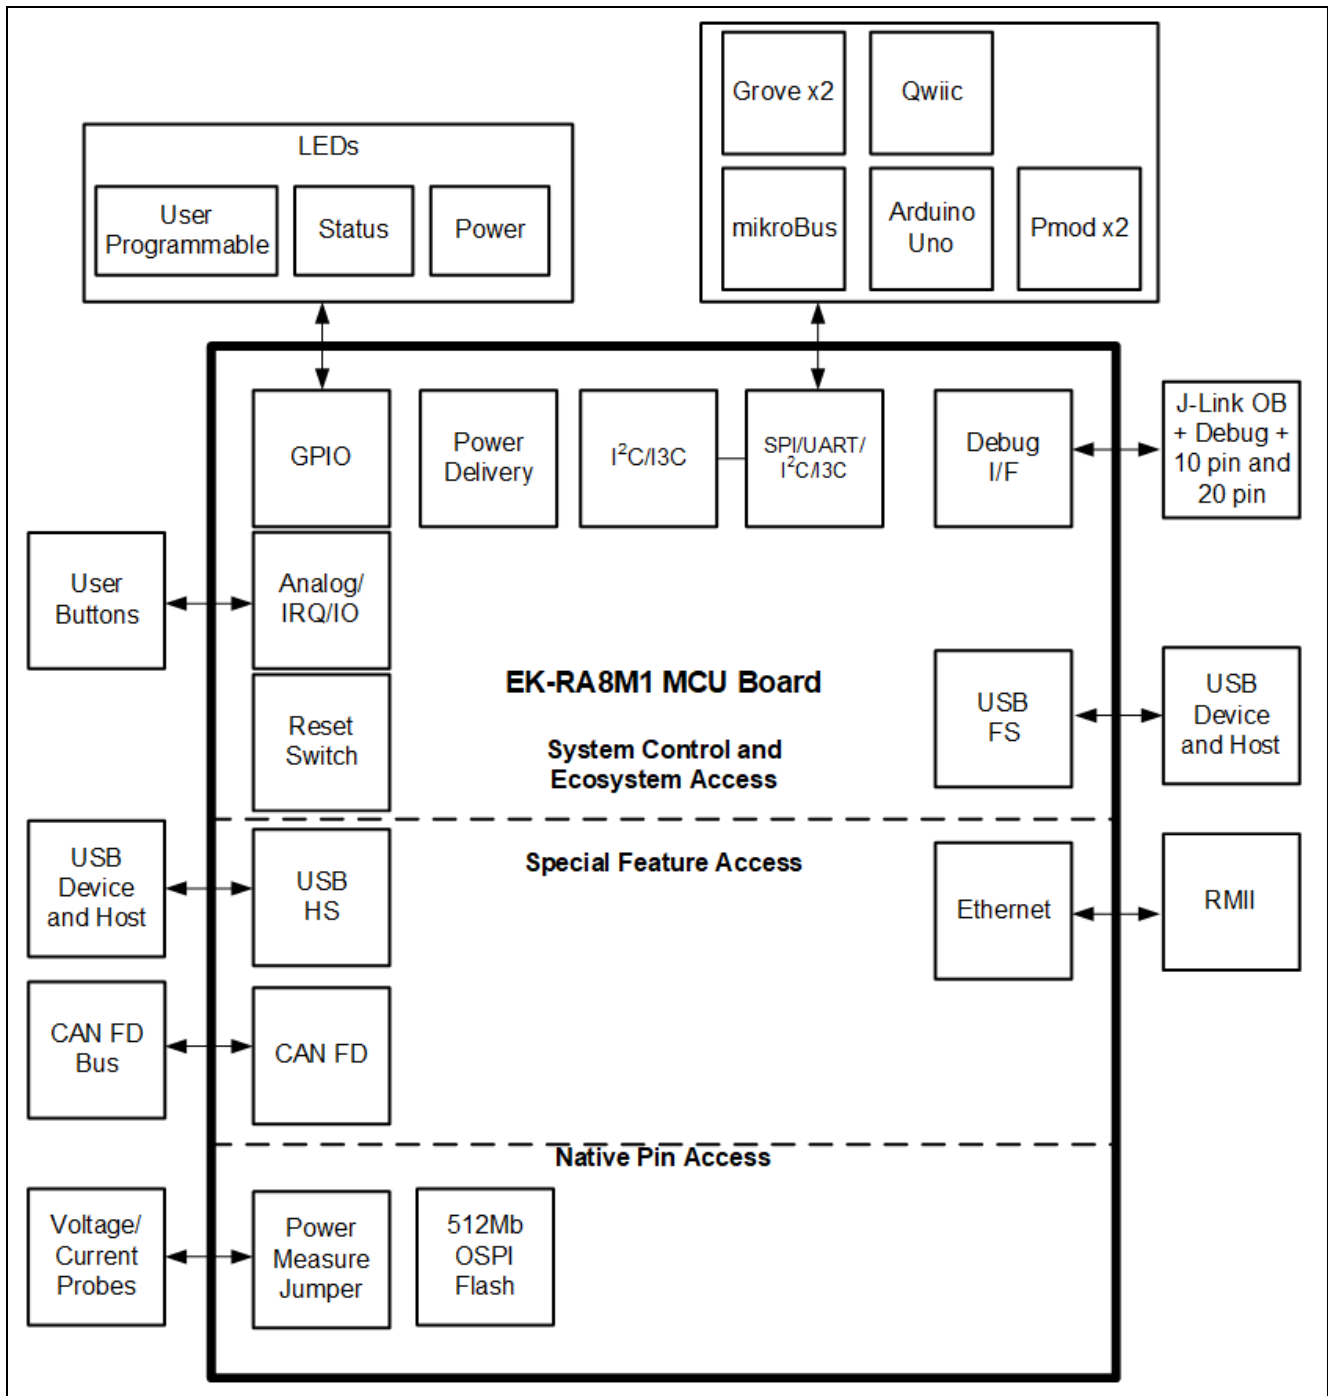 Grove x2
Qwiic
LEDs
User
Programmable
Status
Power
mikroBus
Arduino
Uno
Pmod x2
GPIO
Power
Delivery
I²C/I3C
SPI/UART/
I²C/I3C
Debug
I/F
J-Link OB
+ Debug +
10 pin and
20 pin
User
Buttons
Analog/
IRQ/IO
Reset
Switch
EK-RA8M1 MCU Board
System Control and
Ecosystem Access
USB
FS
USB
Device
and Host
USB
Device
and Host
USB
HS
Special Feature Access
Ethernet
RMII
CAN FD
Bus
CAN FD
Native Pin Access
Voltage/
Current
Probes
Power
Measure
Jumper
512Mb
OSPI
Flash